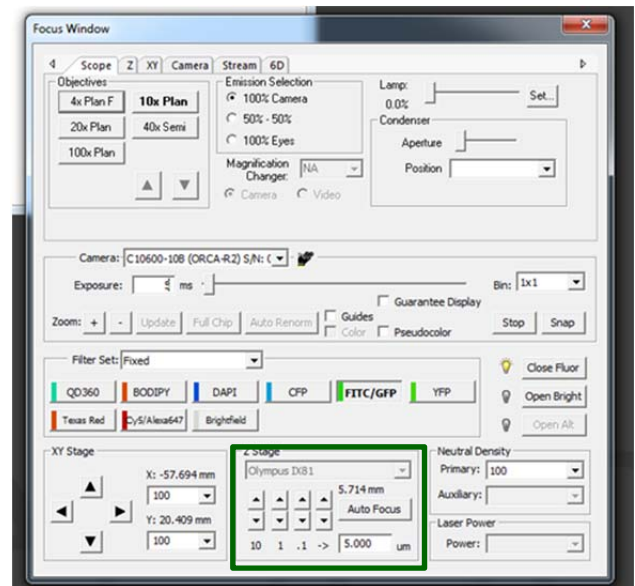 Focus Window
Scope Z XY Camera Stream 6D
Objectives
4x Plan F 10x Plan
20x Plan 40x Semi
100x Plan
Emission Selection
100% Camera
50% - 50%
100% Eyes
Magnification Changer: NA
Camera Video
Lamp:
0.0% Set...
Condenser
Aperture
Position
Camera: C10600-10B (ORCA-R2) S/N:
Exposure: ms
Bin: 1x1
Guarantee Display
Zoom: + - Update Full Chip Auto Renorm Guides
Color Pseudocolor
Stop Snap
Filter Set: Fixed
QD360 BODIPY DAPI CFP FITC/GFP YFP
Texas Red Cy5/Alexa647 Brightfield
Close Fluor
Open Bright
Open Alt
XY Stage
X: -57.694 mm
100
Y: 20.409 mm
100
Z Stage
Olympus IX81
5.714 mm
Auto Focus
10 1 .1 -> 5.000 um
Neutral Density
Primary: 100
Auxiliary:
Laser Power
Power: